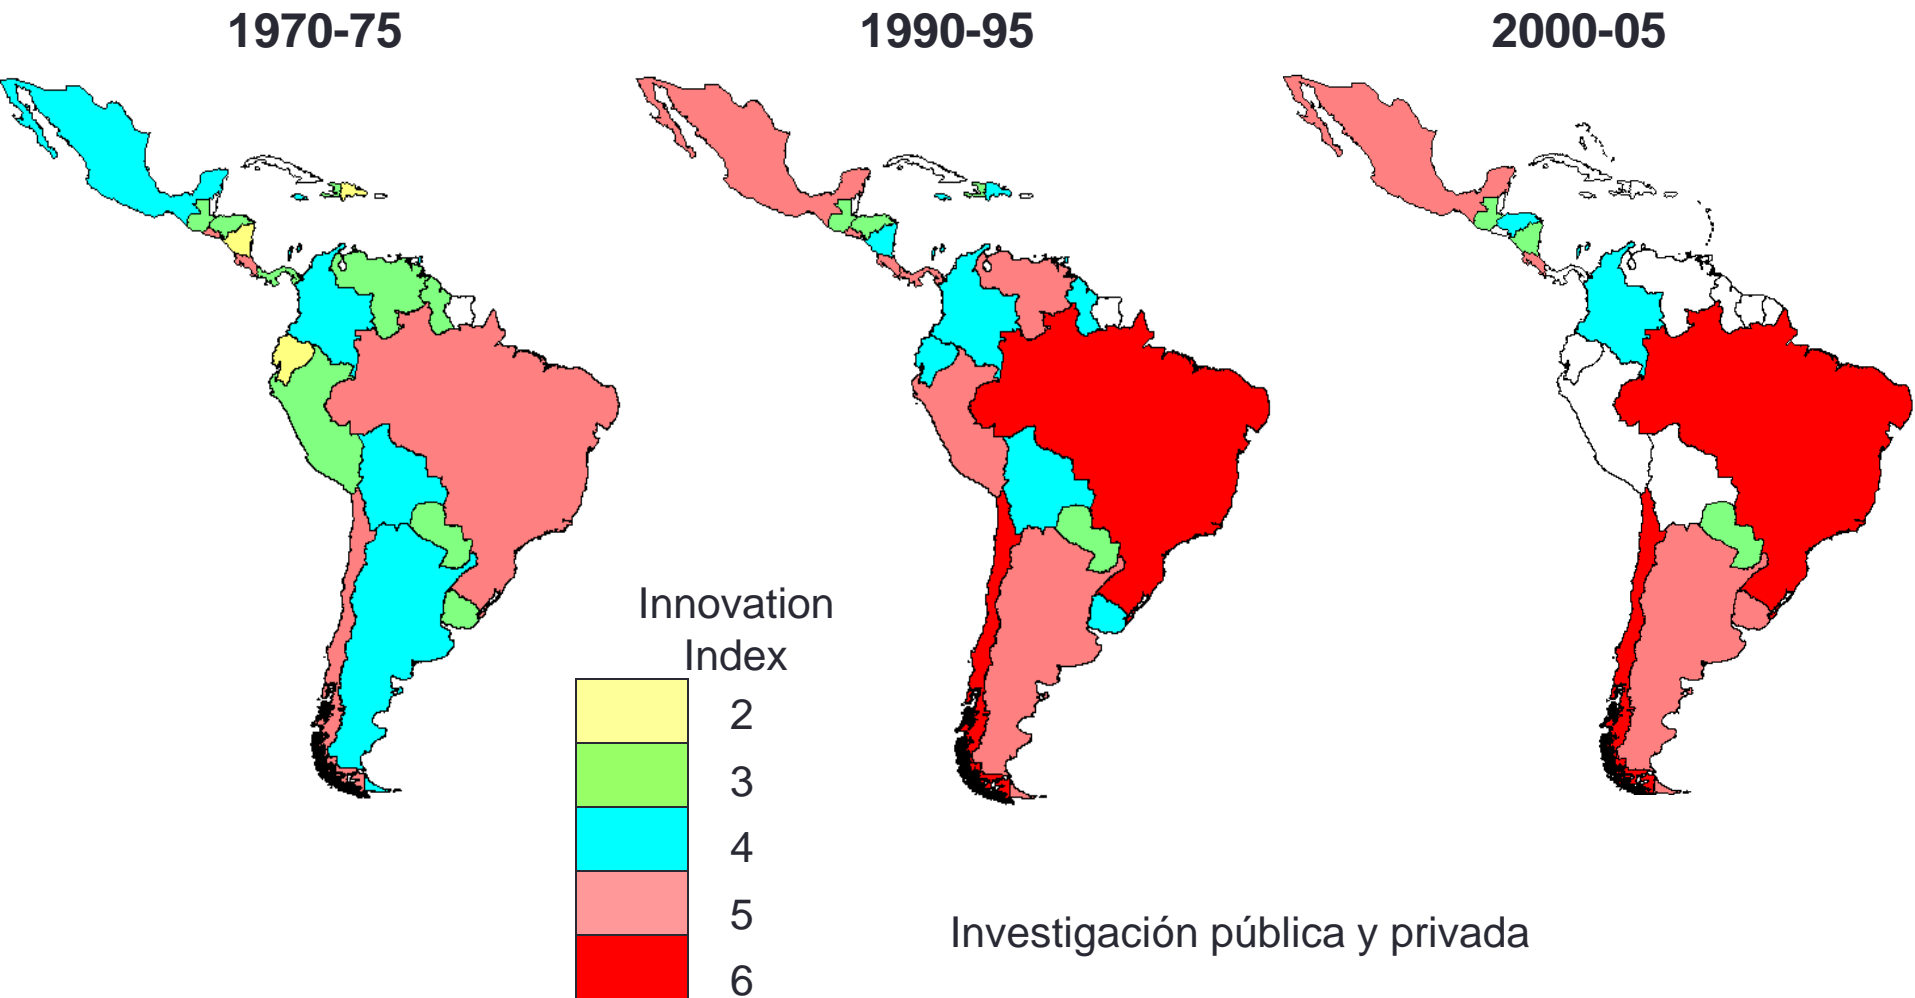 1970-75
1990-95
2000-05
Innovation
Index
2
3
4
5
6
Investigación pública y privada